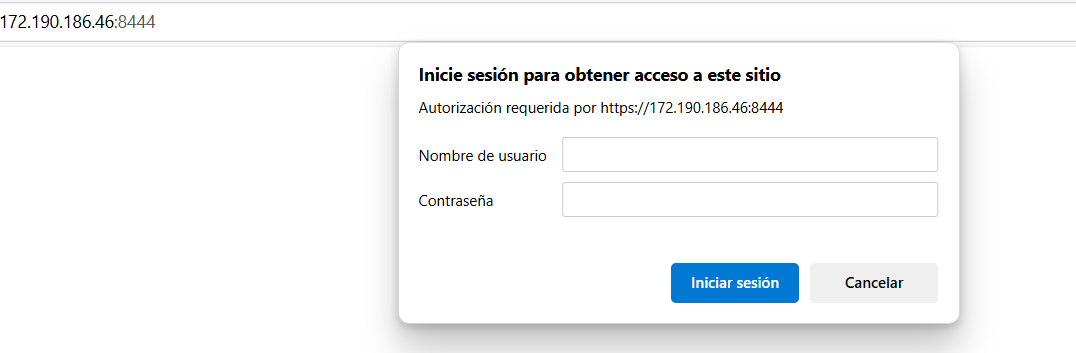 172.190.186.46:8444
Inicie sesión para obtener acceso a este sitio
Autorización requerida por https://172.190.186.46:8444
Nombre de usuario
Contraseña
Iniciar sesión Cancelar